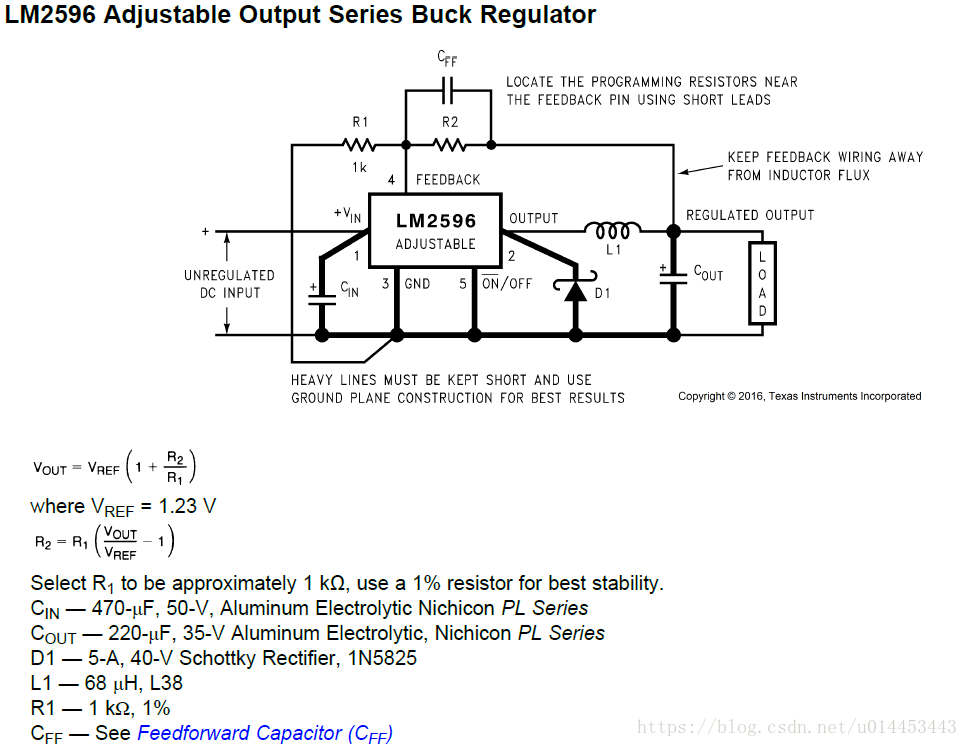 LM2596 Adjustable Output Series Buck Regulator
CFF
LOCATE THE PROGRAMMING RESISTORS NEAR
THE FEEDBACK PIN USING SHORT LEADS
R1
R2
1k
4
FEEDBACK
KEEP FEEDBACK WIRING AWAY
FROM INDUCTOR FLUX
+VIN
LM2596
ADJUSTABLE
OUTPUT
REGULATED OUTPUT
+
1
2
L1
UNREGULATED
DC INPUT
+
CIN
3
GND
5
ON/OFF
D1
+
COUT
LOAD
HEAVY LINES MUST BE KEPT SHORT AND USE
GROUND PLANE CONSTRUCTION FOR BEST RESULTS
Copyright © 2016, Texas Instruments Incorporated
VOUT = VREF (1 + R2/R1)
where VREF = 1.23 V
R2 = R1 (VOUT/VREF − 1)
Select R1 to be approximately 1 kΩ, use a 1% resistor for best stability.
CIN — 470-μF, 50-V, Aluminum Electrolytic Nichicon PL Series
COUT — 220-μF, 35-V Aluminum Electrolytic, Nichicon PL Series
D1 — 5-A, 40-V Schottky Rectifier, 1N5825
L1 — 68 μH, L38
R1 — 1 kΩ, 1%
CFF — See Feedforward Capacitor (CFF)
https://blog.csdn.net/u014453443